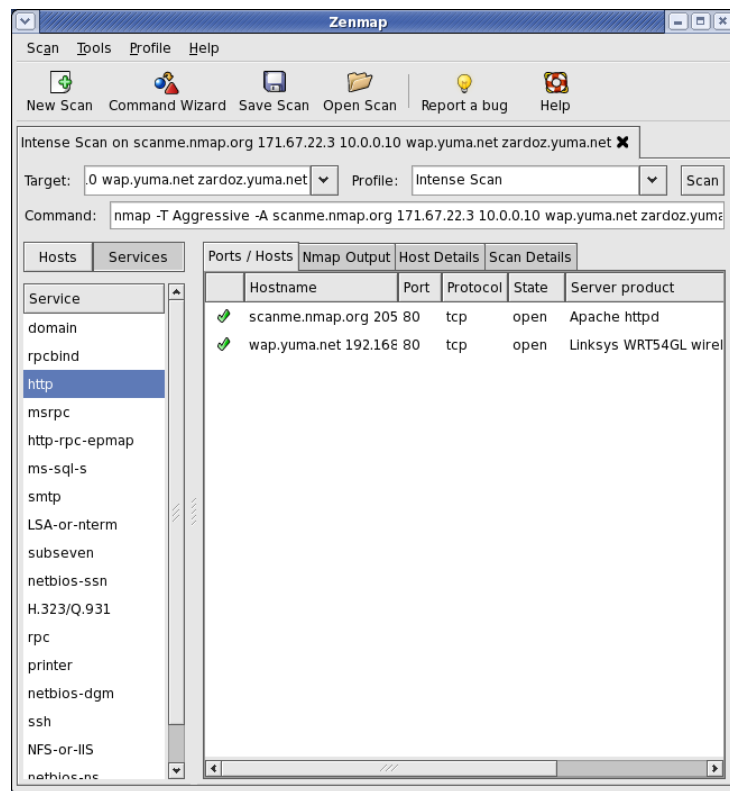 Zenmap
Scan Tools Profile Help
New Scan Command Wizard Save Scan Open Scan Report a bug Help
Intense Scan on scanme.nmap.org 171.67.22.3 10.0.0.10 wap.yuma.net zardoz.yuma.net
Target: .0 wap.yuma.net zardoz.yuma.net Profile: Intense Scan Scan
Command: nmap -T Aggressive -A scanme.nmap.org 171.67.22.3 10.0.0.10 wap.yuma.net zardoz.yuma
Hosts Services Ports / Hosts Nmap Output Host Details Scan Details
Service
domain
rpcbind
http
msrpc
http-rpc-epmap
ms-sql-s
smtp
LSA-or-nterm
subseven
netbios-ssn
H.323/Q.931
rpc
printer
netbios-dgm
ssh
NFS-or-IIS
netbios-ns
Hostname Port Protocol State Server product
scanme.nmap.org 205 80 tcp open Apache httpd
wap.yuma.net 192.168 80 tcp open Linksys WRT54GL wirel